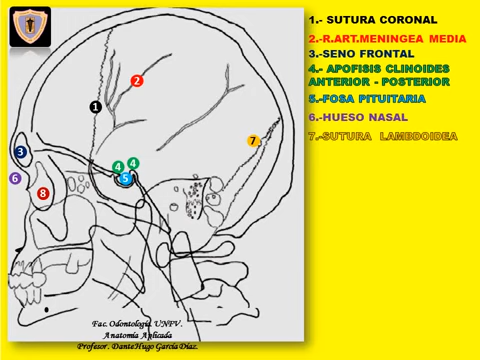 1.- SUTURA CORONAL
2.-R.ART.MENINGEA MEDIA
3.-SENO FRONTAL
4.- APOFISIS CLINOIDES
ANTERIOR - POSTERIOR
5.-FOSA PITUITARIA
6.-HUESO NASAL
7.-SUTURA LAMBDOIDEA
2
1
7
3
4 4
5
6
8
Fac. Odontología. UNFV.
Anatomía Aplicada
Profesor. Dante Hugo García Díaz.